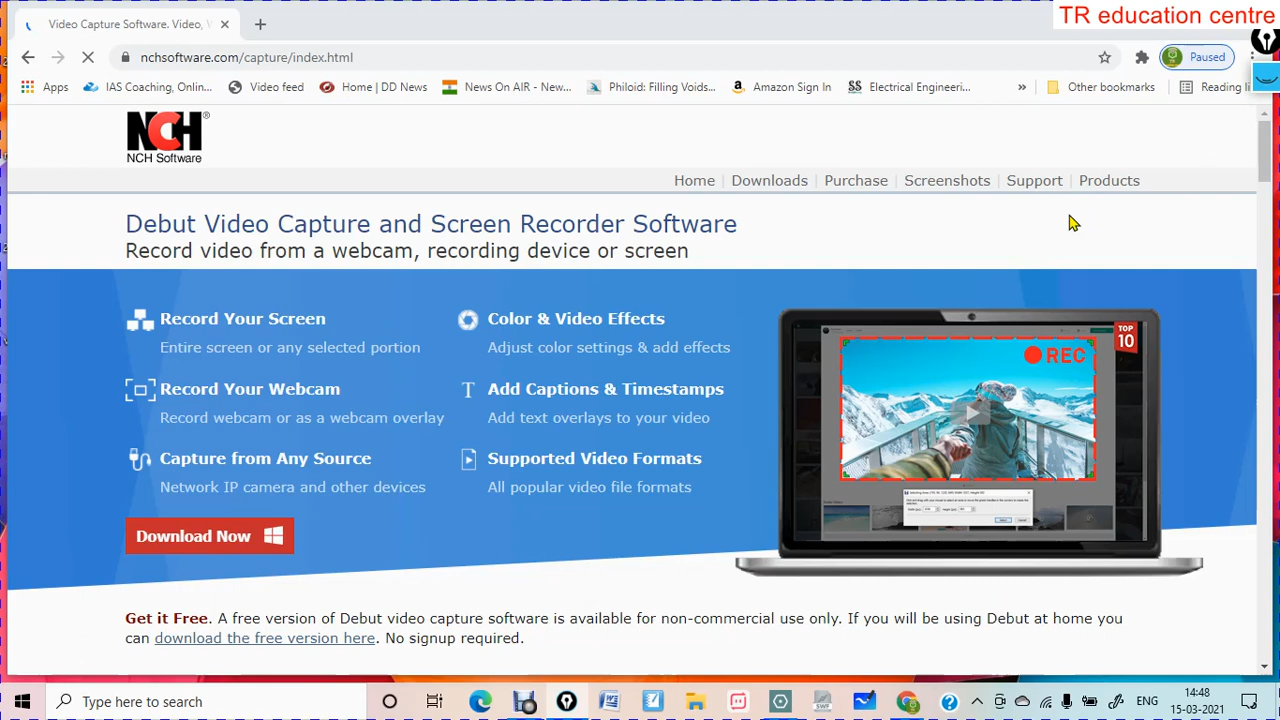 TR education centre
Video Capture Software. Video,
nchsoftware.com/capture/index.html
Paused
Apps
IAS Coaching, Onlin...
Video feed
Home | DD News
News On AIR - New...
Philoid: Filling Voids...
Amazon Sign In
Electrical Engineeri...
»
Other bookmarks
Reading li
NCH®
NCH Software
Home | Downloads | Purchase | Screenshots | Support | Products
Debut Video Capture and Screen Recorder Software
Record video from a webcam, recording device or screen
Record Your Screen
Entire screen or any selected portion
Color & Video Effects
Adjust color settings & add effects
Record Your Webcam
Record webcam or as a webcam overlay
Add Captions & Timestamps
Add text overlays to your video
Capture from Any Source
Network IP camera and other devices
Supported Video Formats
All popular video file formats
TOP
10
REC
Download Now
Get it Free. A free version of Debut video capture software is available for non-commercial use only. If you will be using Debut at home you
can download the free version here. No signup required.
Type here to search
ENG
14:48
15-03-2021